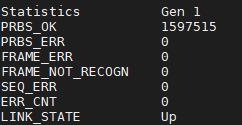 Statistics Gen 1
PRBS_OK 1597515
PRBS_ERR 0
FRAME_ERR 0
FRAME_NOT_RECOGN 0
SEQ_ERR 0
ERR_CNT 0
LINK_STATE Up